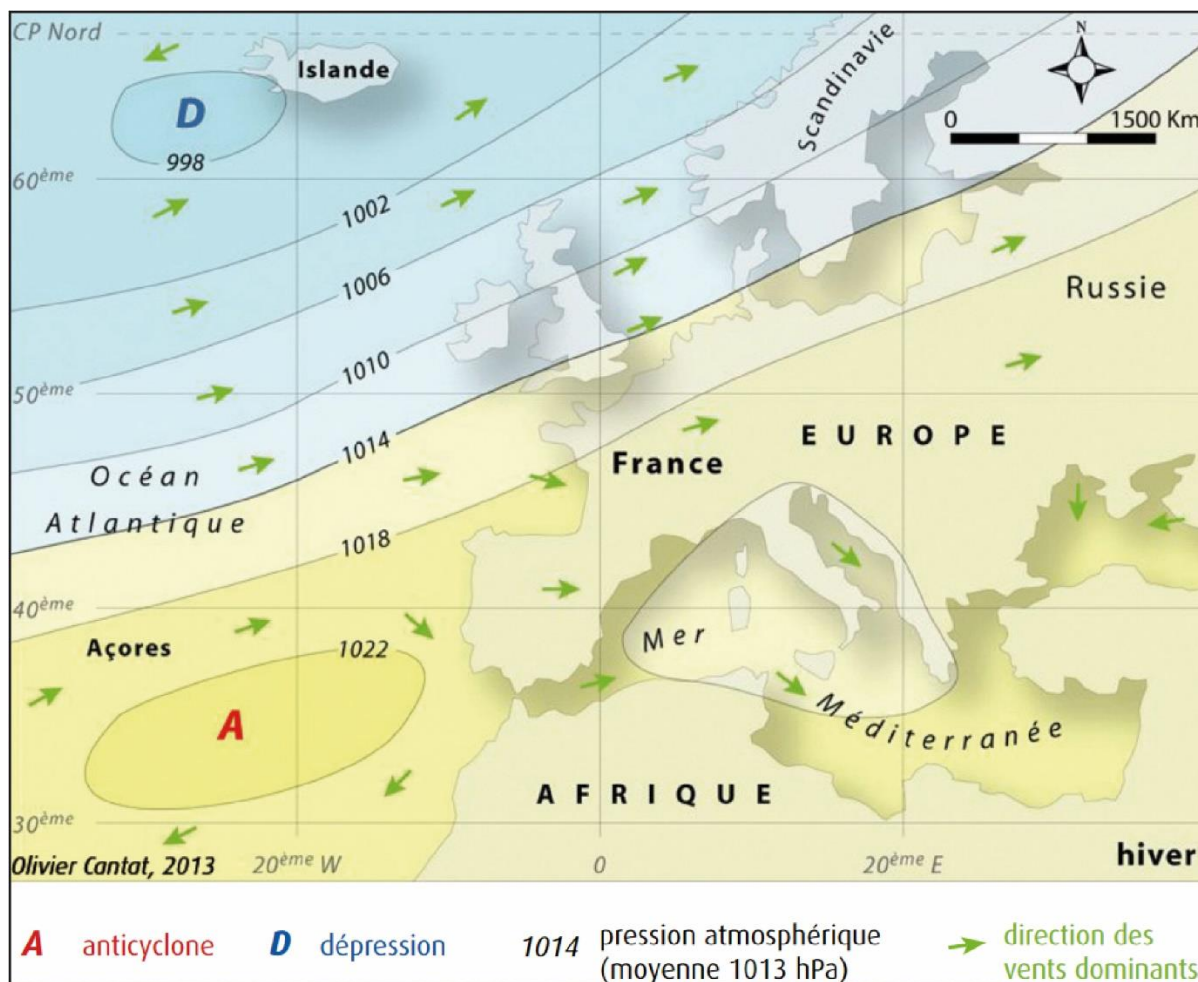 CP Nord
Islande
Scandinavie
N
D
998
0 1500 Km
60ème
1002
1006
Russie
1010
50ème
1014
EUROPE
France
Océan
Atlantique
1018
40ème
Mer
Açores
1022
A
Méditerranée
AFRIQUE
30ème
Olivier Cantat, 2013
20ème W
0
20ème E
hiver
A anticyclone
D dépression
1014 pression atmosphérique
(moyenne 1013 hPa)
direction des
vents dominants